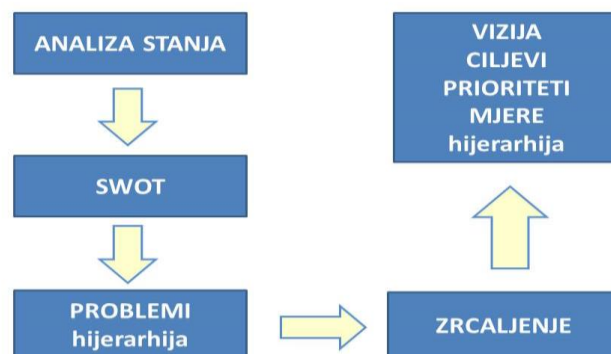 ANALIZA STANJA
SWOT
PROBLEMI
hijerarhija
ZRCALJENJE
VIZIJA
CILJEVI
PRIORITETI
MJERE
hijerarhija